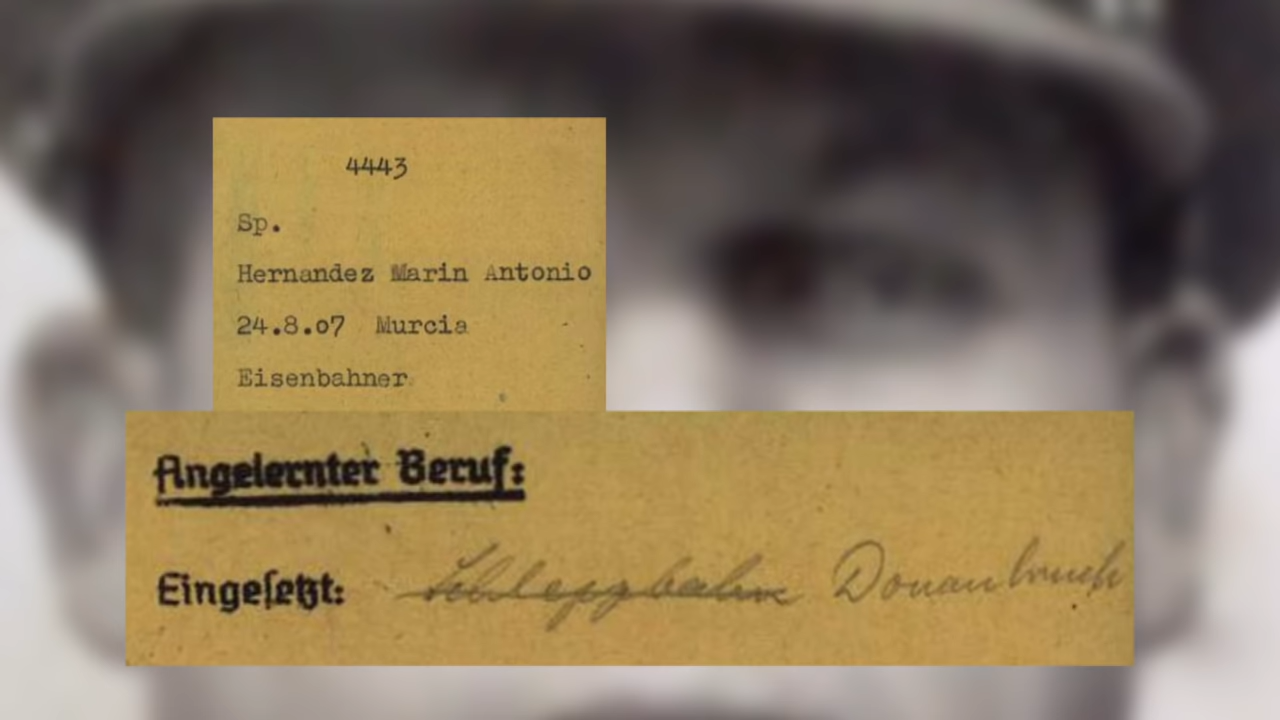 4443
Sp.
Hernandez Marin Antonio
24.8.07 Murcia
Eisenbahner
Angelernter Beruf:
Eingesetzt: Schleppbahn Donaubruch